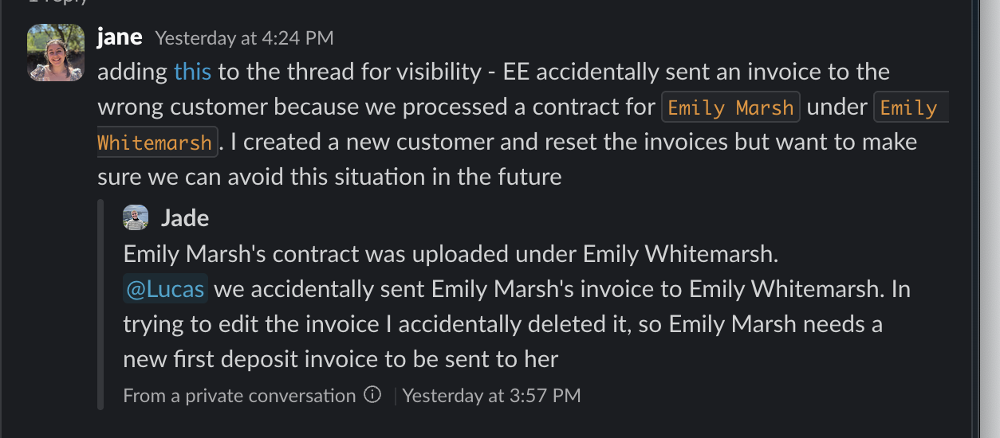 1 reply
jane Yesterday at 4:24 PM
adding this to the thread for visibility - EE accidentally sent an invoice to the
wrong customer because we processed a contract for Emily Marsh under Emily
Whitemarsh. I created a new customer and reset the invoices but want to make
sure we can avoid this situation in the future
Jade
Emily Marsh's contract was uploaded under Emily Whitemarsh.
@Lucas we accidentally sent Emily Marsh's invoice to Emily Whitemarsh. In
trying to edit the invoice I accidentally deleted it, so Emily Marsh needs a
new first deposit invoice to be sent to her
From a private conversation | Yesterday at 3:57 PM